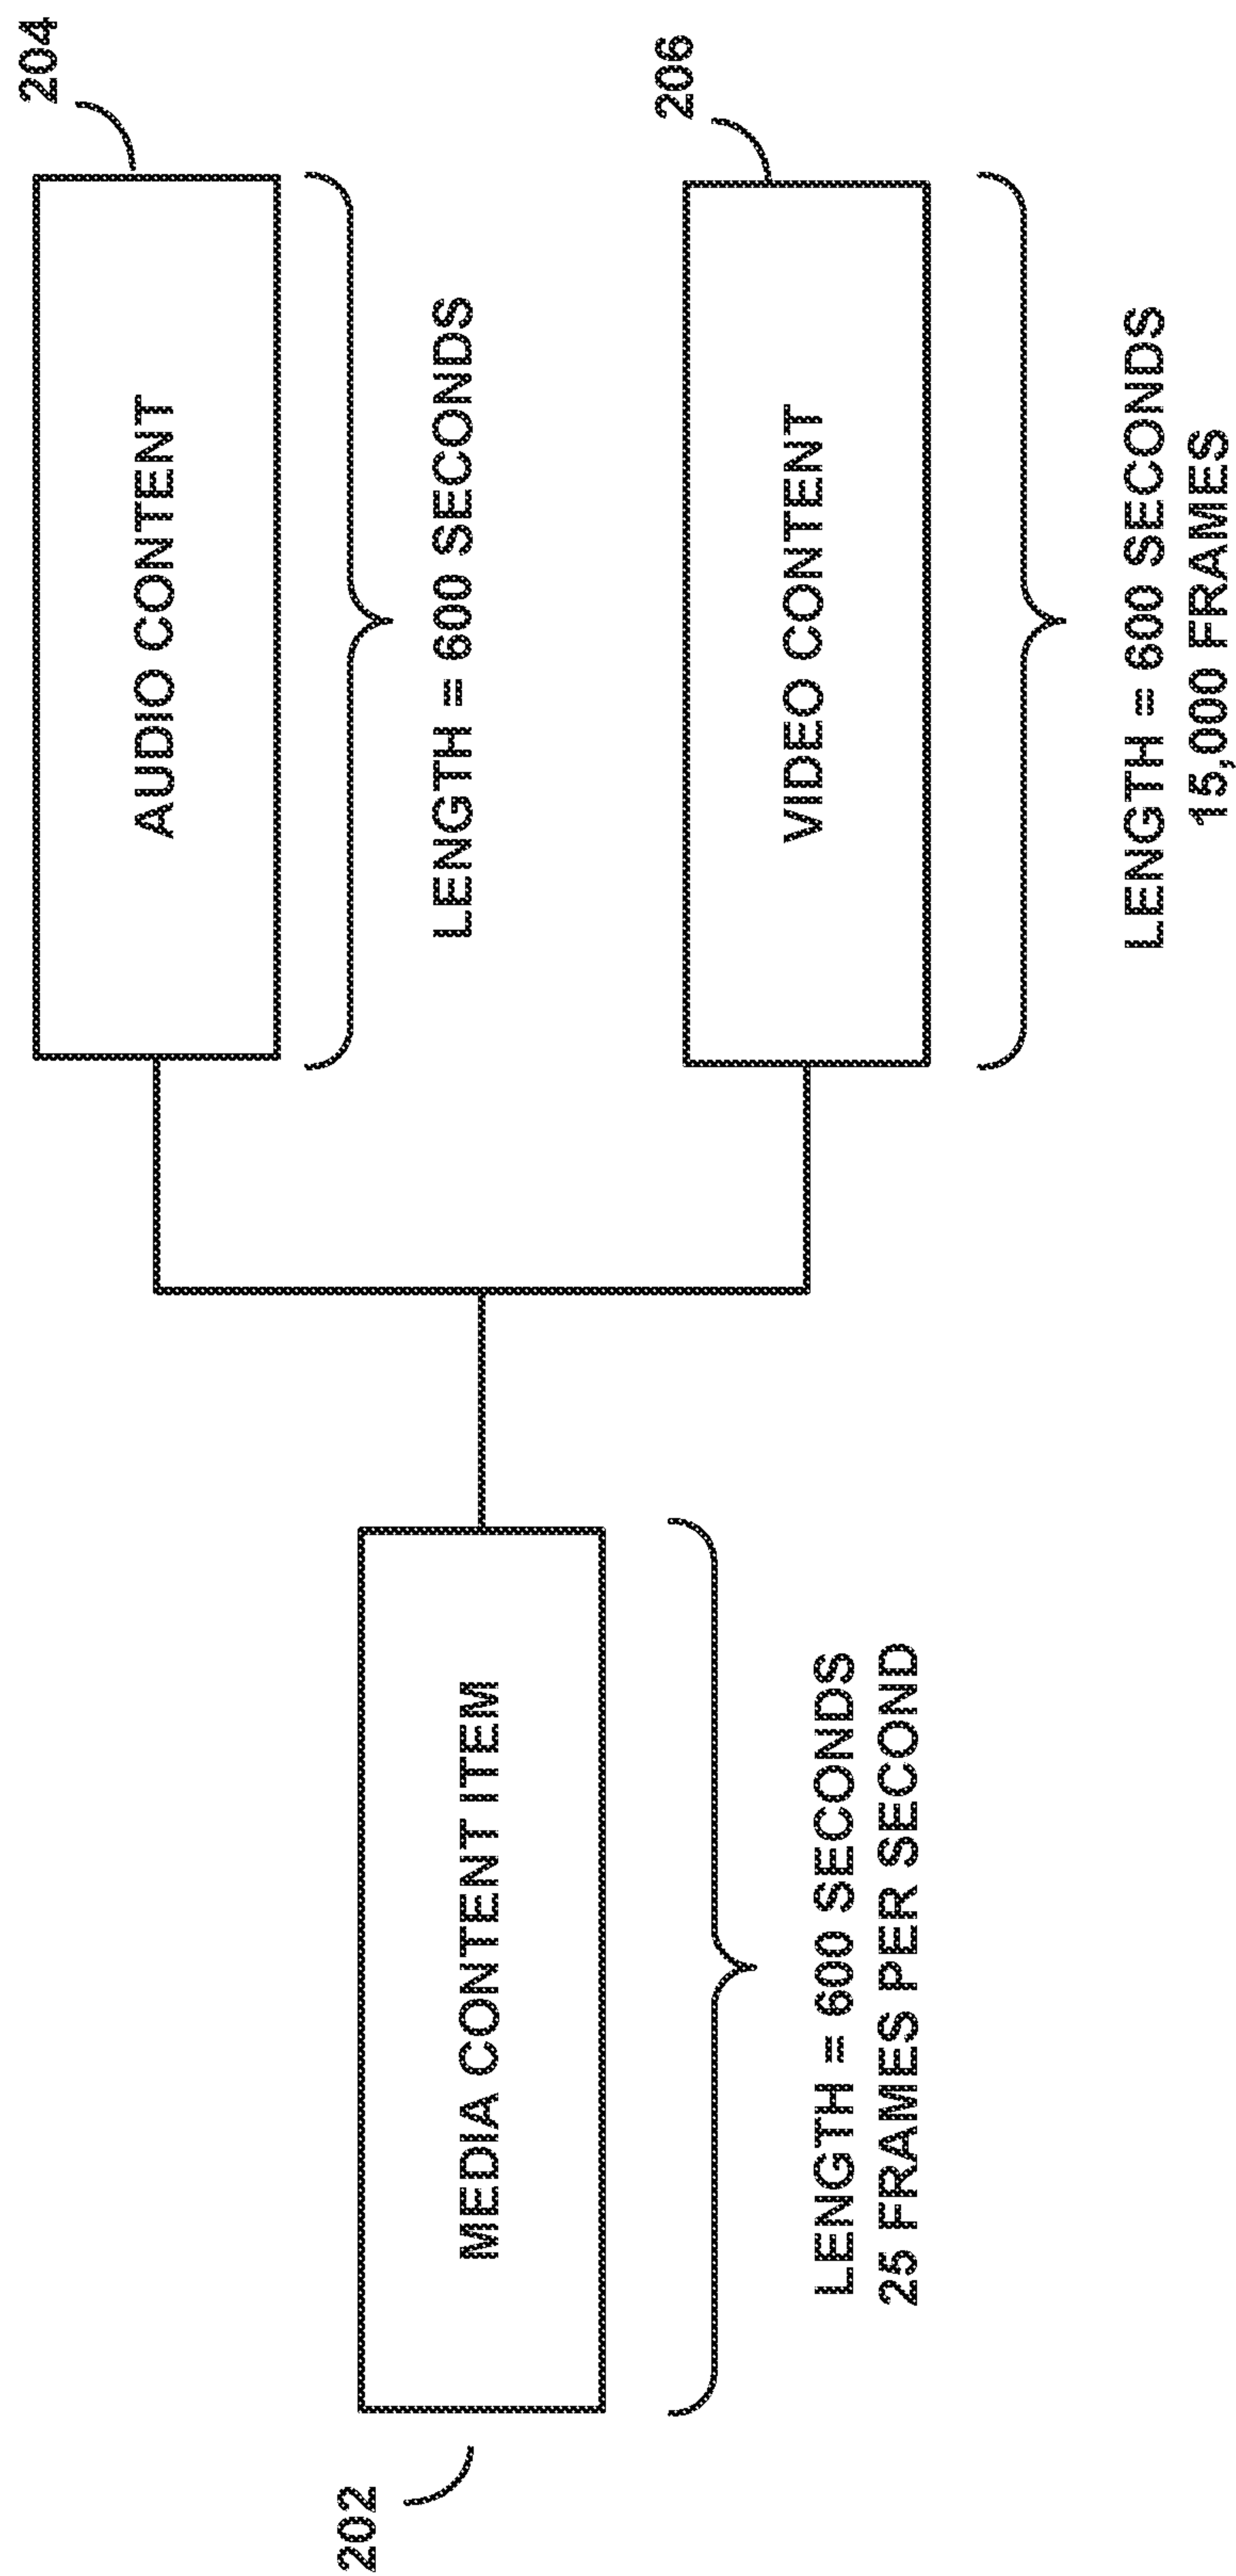 202
MEDIA CONTENT ITEM
LENGTH = 600 SECONDS
25 FRAMES PER SECOND
204
AUDIO CONTENT
LENGTH = 600 SECONDS
206
VIDEO CONTENT
LENGTH = 600 SECONDS
15,000 FRAMES